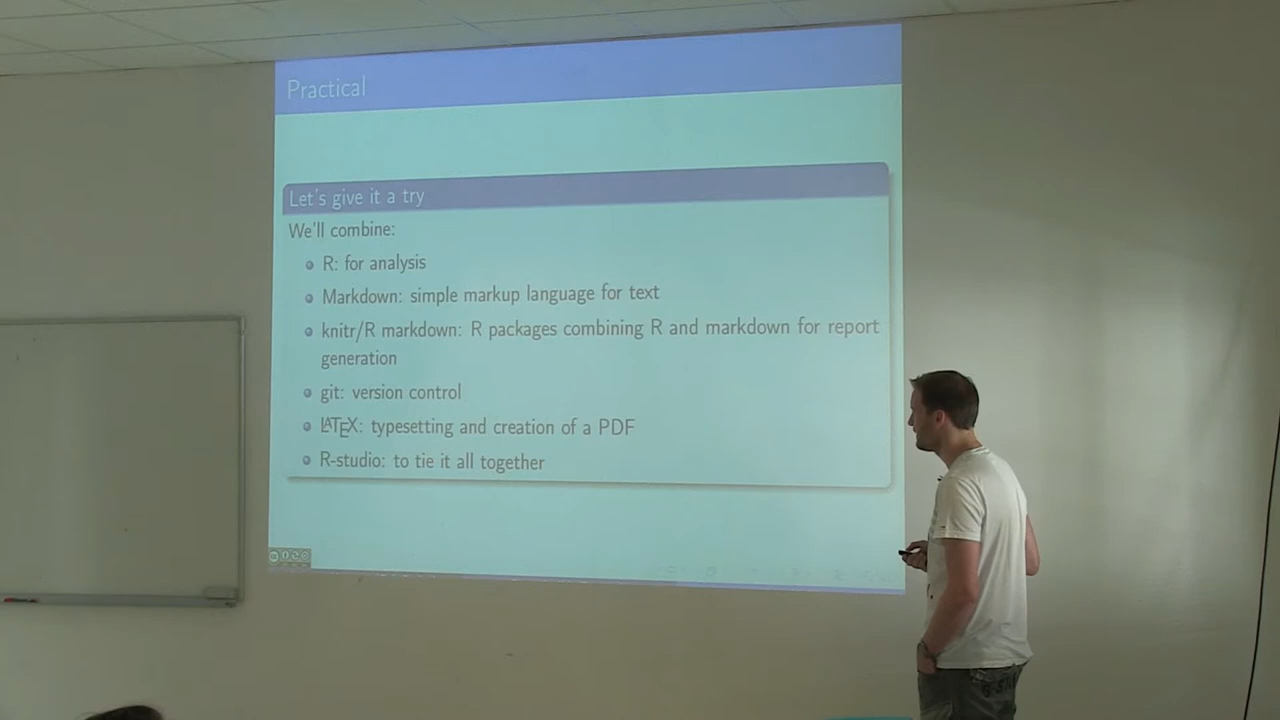 Practical
Let's give it a try
We'll combine:
R: for analysis
Markdown: simple markup language for text
knitr/R markdown: R packages combining R and markdown for report
generation
git: version control
LATEX: typesetting and creation of a PDF
R-studio: to tie it all together